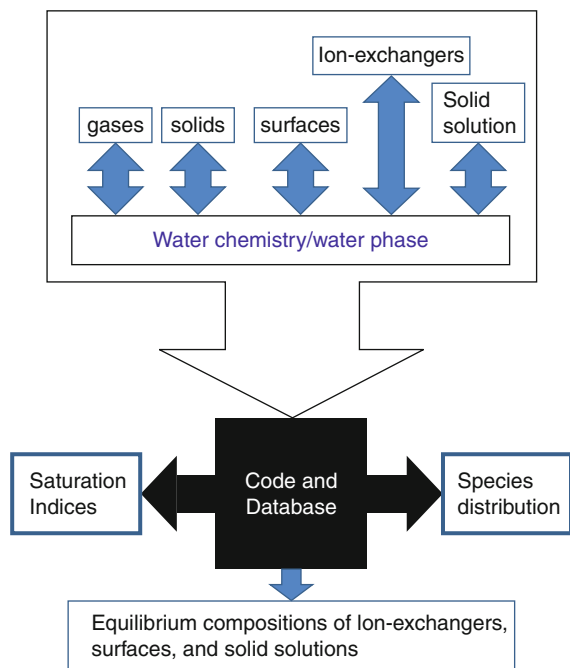 Ion-exchangers
Solid
solution
gases
solids
surfaces
Water chemistry/water phase
Saturation
Indices
Code and
Database
Species
distribution
Equilibrium compositions of Ion-exchangers,
surfaces, and solid solutions